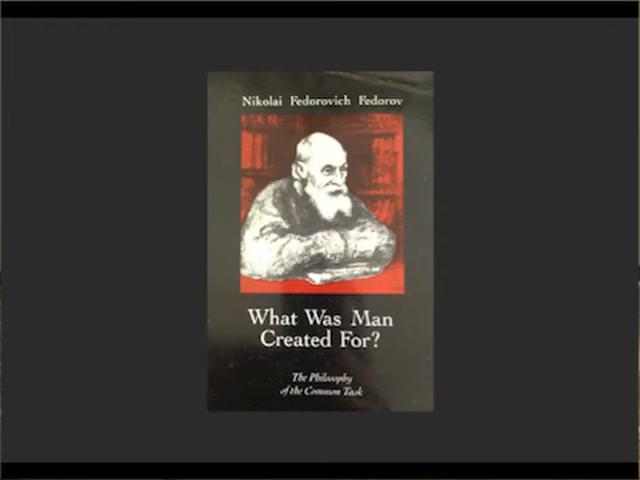 Nikolai Fedorovich Fedorov
What Was Man
Created For?
The Philosophy
of the Common Task